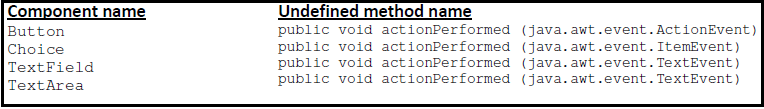 Component name Undefined method name
Button public void actionPerformed (java.awt.event.ActionEvent)
Choice public void actionPerformed (java.awt.event.ItemEvent)
TextField public void actionPerformed (java.awt.event.TextEvent)
TextArea public void actionPerformed (java.awt.event.TextEvent)